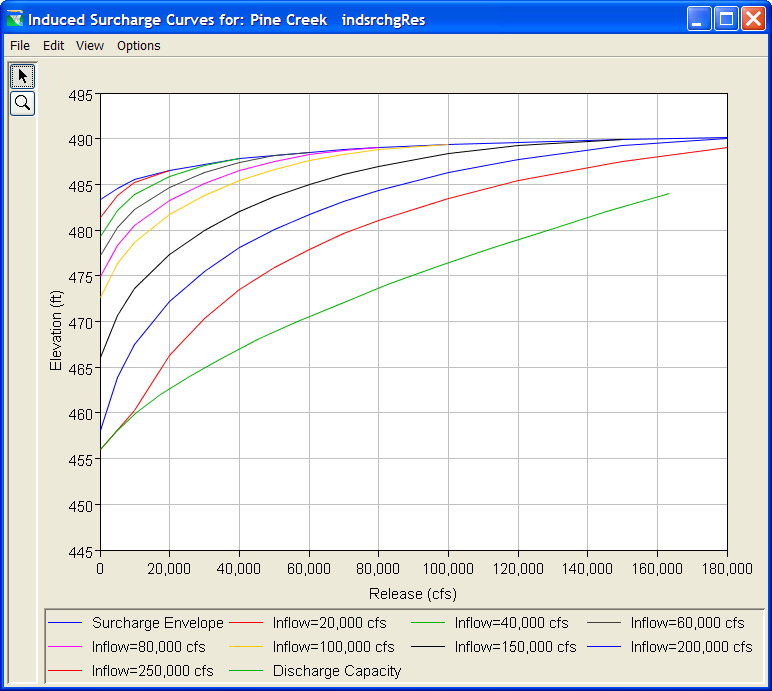 Induced Surcharge Curves for: Pine Creek indsrchgRes
File Edit View Options
495
490
485
480
475
470
465
460
455
450
445
Elevation (ft)
0 20,000 40,000 60,000 80,000 100,000 120,000 140,000 160,000 180,000
Release (cfs)
Surcharge Envelope Inflow=20,000 cfs Inflow=40,000 cfs Inflow=60,000 cfs
Inflow=80,000 cfs Inflow=100,000 cfs Inflow=150,000 cfs Inflow=200,000 cfs
Inflow=250,000 cfs Discharge Capacity